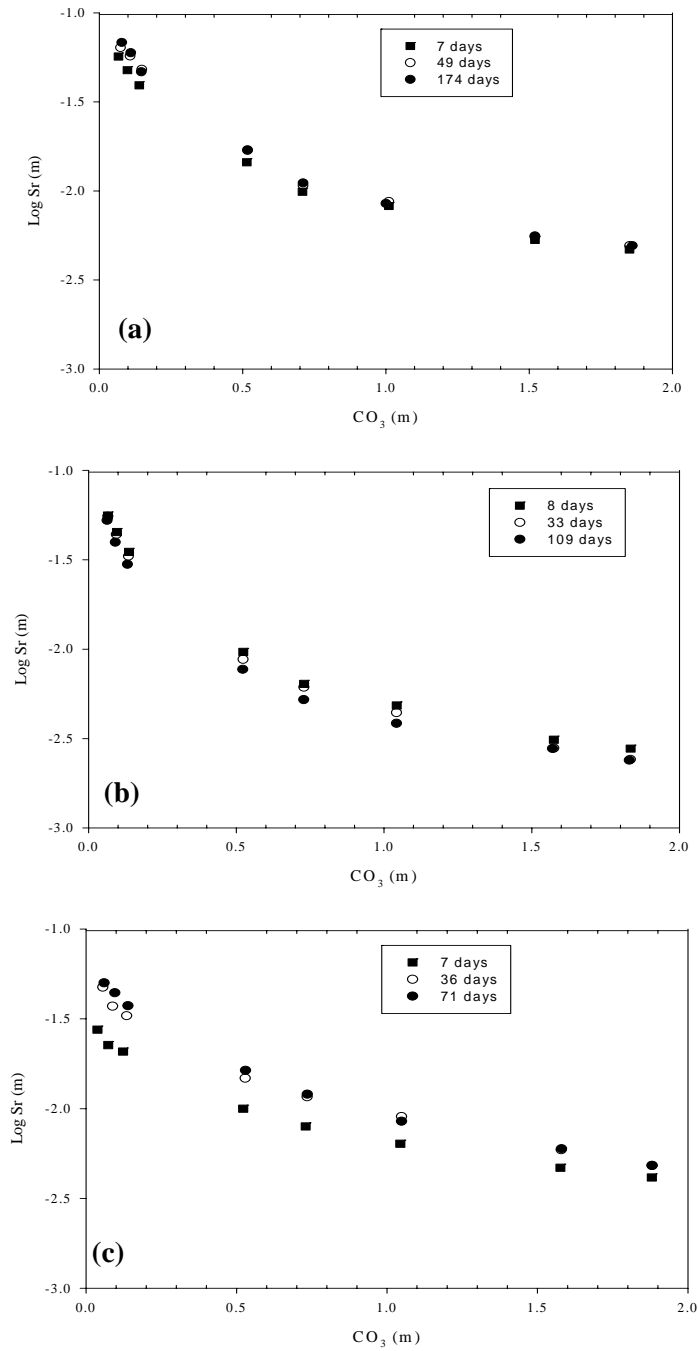 -1.0
-1.5
-2.0
-2.5
-3.0
Log Sr (m)
7 days
49 days
174 days
(a)
0.0 0.5 1.0 1.5 2.0
CO3 (m)
-1.0
-1.5
-2.0
-2.5
-3.0
Log Sr (m)
8 days
33 days
109 days
(b)
0.0 0.5 1.0 1.5 2.0
CO3 (m)
-1.0
-1.5
-2.0
-2.5
-3.0
Log Sr (m)
7 days
36 days
71 days
(c)
0.0 0.5 1.0 1.5 2.0
CO3 (m)